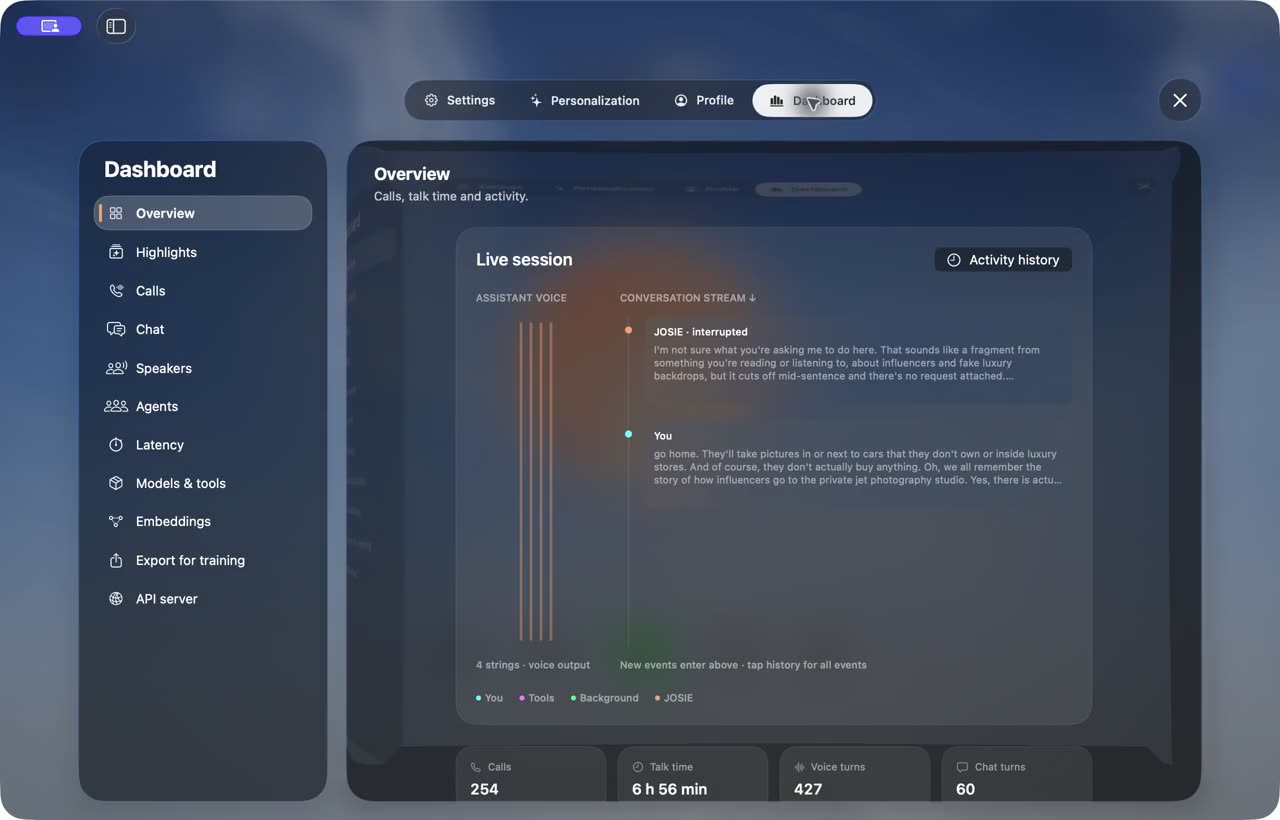 Settings
Personalization
Profile
Dashboard
Dashboard
Overview
Highlights
Calls
Chat
Speakers
Agents
Latency
Models & tools
Embeddings
Export for training
API server
Overview
Calls, talk time and activity.
Live session
Activity history
ASSISTANT VOICE
CONVERSATION STREAM ↓
JOSIE · interrupted
I'm not sure what you're asking me to do here. That sounds like a fragment from
something you're reading or listening to, about influencers and fake luxury
backdrops, but it cuts off mid-sentence and there's no request attached....
You
go home. They'll take pictures in or next to cars that they don't own or inside luxury
stores. And of course, they don't actually buy anything. Oh, we all remember the
story of how influencers go to the private jet photography studio. Yes, there is actu...
4 strings · voice output
New events enter above · tap history for all events
You
Tools
Background
JOSIE
Calls
254
Talk time
6 h 56 min
Voice turns
427
Chat turns
60